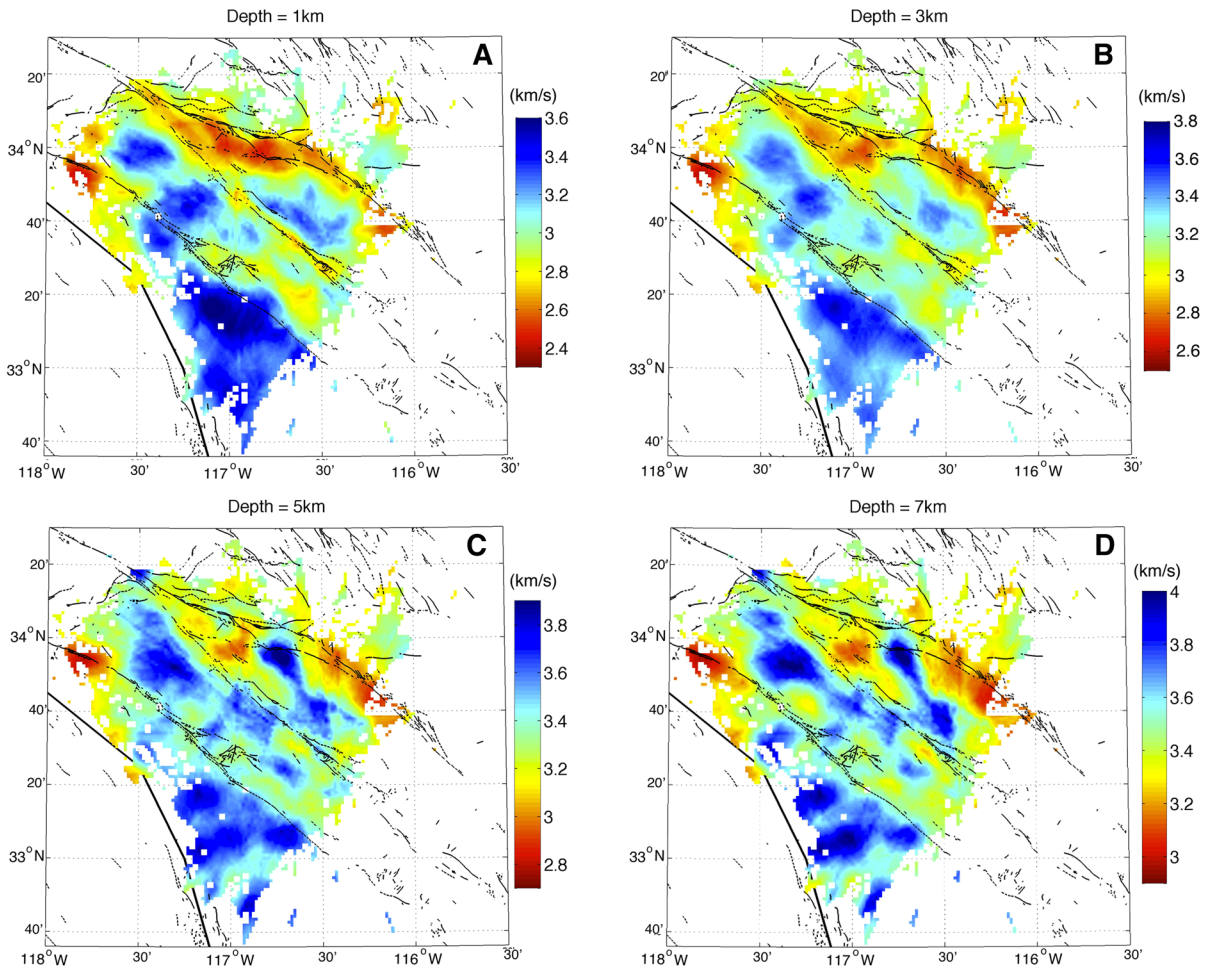 Depth = 1km
A
(km/s)
20'
34°N
40'
20'
33°N
40'
118°W
30'
117°W
30'
116°W
30'
3.6
3.4
3.2
3
2.8
2.6
2.4
Depth = 3km
B
(km/s)
20'
34°N
40'
20'
33°N
40'
118°W
30'
117°W
30'
116°W
30'
3.8
3.6
3.4
3.2
3
2.8
2.6
Depth = 5km
C
(km/s)
20'
34°N
40'
20'
33°N
40'
118°W
30'
117°W
30'
116°W
30'
3.8
3.6
3.4
3.2
3
2.8
Depth = 7km
D
(km/s)
20'
34°N
40'
20'
33°N
40'
118°W
30'
117°W
30'
116°W
30'
4
3.8
3.6
3.4
3.2
3